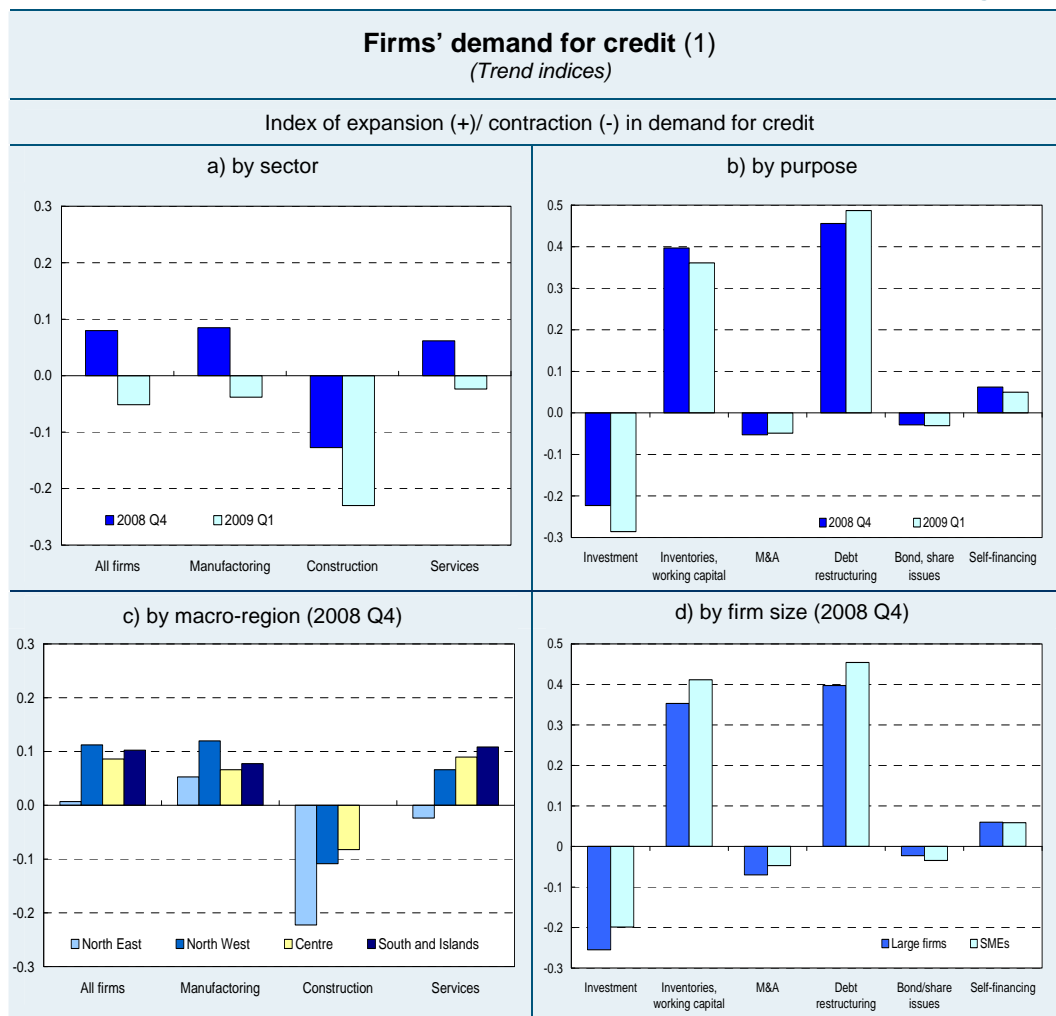 Firms’ demand for credit (1)
(Trend indices)
Index of expansion (+)/ contraction (-) in demand for credit
a) by sector
0.3
0.2
0.1
0.0
-0.1
-0.2
-0.3
2008 Q4 2009 Q1
All firms Manufacturing Construction Services
b) by purpose
0.5
0.4
0.3
0.2
0.1
0.0
-0.1
-0.2
-0.3
2008 Q4 2009 Q1
Investment Inventories, M&A Debt Bond, share Self-financing
working capital restructuring issues
c) by macro-region (2008 Q4)
0.3
0.2
0.1
0.0
-0.1
-0.2
-0.3
North East North West Centre South and Islands
All firms Manufacturing Construction Services
d) by firm size (2008 Q4)
0.5
0.4
0.3
0.2
0.1
0
-0.1
-0.2
-0.3
Large firms SMEs
Investment Inventories, M&A Debt Bond/share Self-financing
working capital restructuring issues